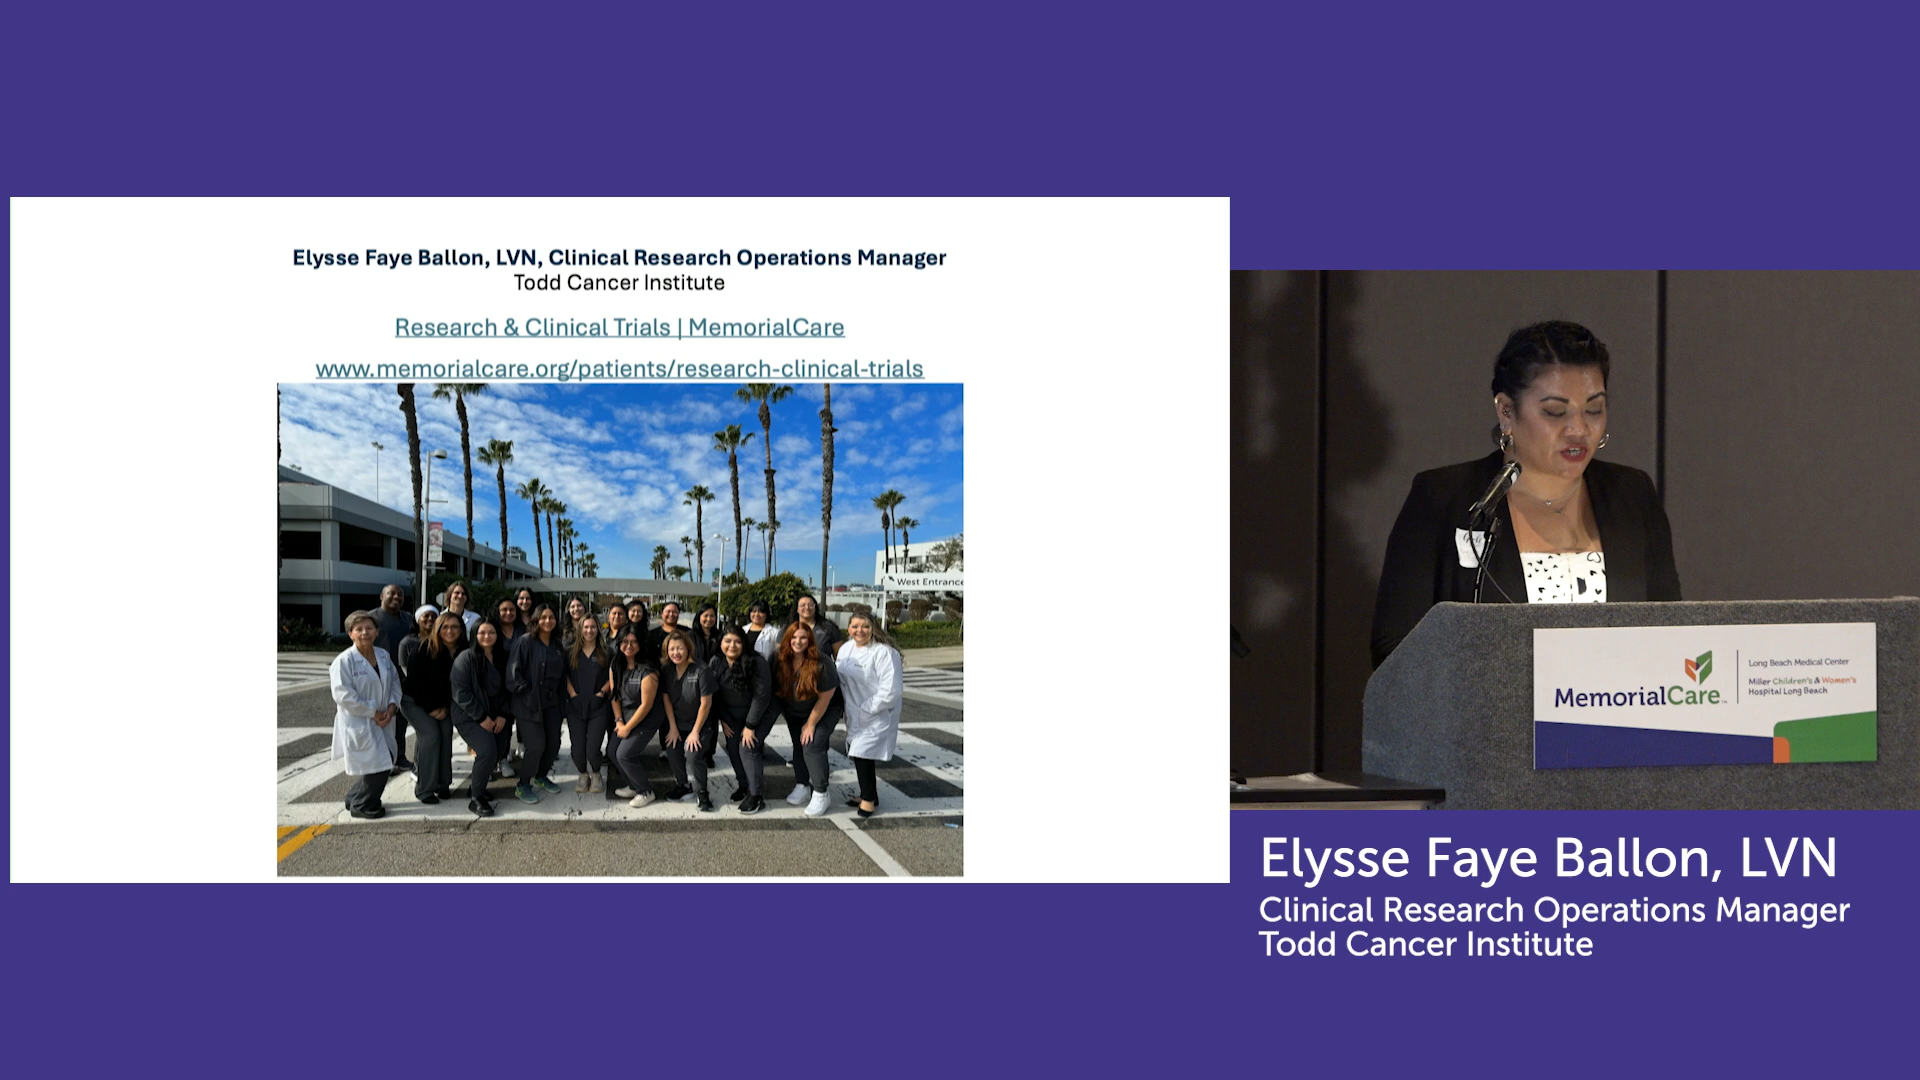 Elysse Faye Ballon, LVN, Clinical Research Operations Manager
Todd Cancer Institute
Research & Clinical Trials | MemorialCare
www.memorialcare.org/patients/research-clinical-trials
West Entrance
MemorialCare™
Long Beach Medical Center
Miller Children's & Women's
Hospital Long Beach
Elysse Faye Ballon, LVN
Clinical Research Operations Manager
Todd Cancer Institute